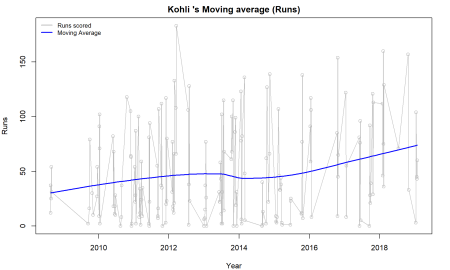 Kohli 's Moving average (Runs)
Runs scored
Moving Average
150
100
50
0
Runs
2010 2012 2014 2016 2018
Year